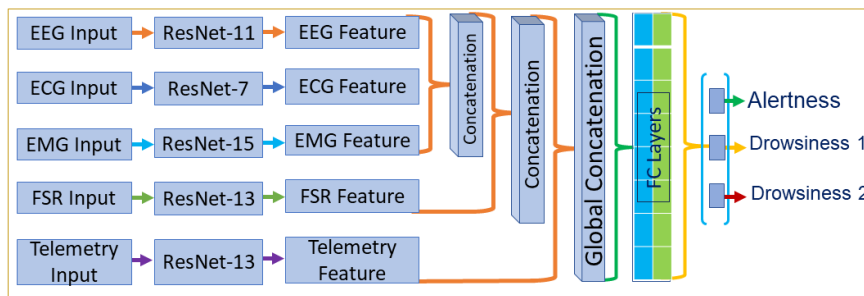 EEG Input
ResNet-11
EEG Feature
ECG Input
ResNet-7
ECG Feature
EMG Input
ResNet-15
EMG Feature
FSR Input
ResNet-13
FSR Feature
Telemetry
Input
ResNet-13
Telemetry
Feature
Concatenation
Concatenation
Global Concatenation
FC Layers
Alertness
Drowsiness 1
Drowsiness 2